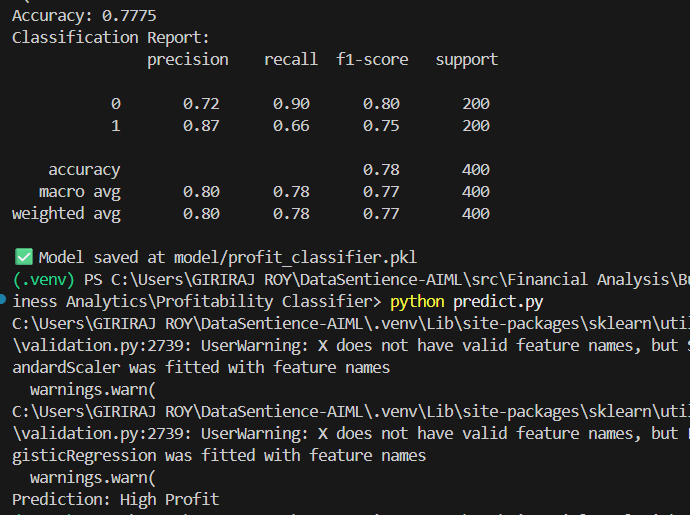 Accuracy: 0.7775
Classification Report:
precision recall f1-score support
0 0.72 0.90 0.80 200
1 0.87 0.66 0.75 200
accuracy 0.78 400
macro avg 0.80 0.78 0.77 400
weighted avg 0.80 0.78 0.77 400
✅ Model saved at model/profit_classifier.pkl
(.venv) PS C:\Users\GIRIRAJ ROY\DataSentience-AIML\src\Financial Analysis\Bu
iness Analytics\Profitability Classifier> python predict.py
C:\Users\GIRIRAJ ROY\DataSentience-AIML\.venv\Lib\site-packages\sklearn\util
\validation.py:2739: UserWarning: X does not have valid feature names, but S
andardScaler was fitted with feature names
warnings.warn(
C:\Users\GIRIRAJ ROY\DataSentience-AIML\.venv\Lib\site-packages\sklearn\util
\validation.py:2739: UserWarning: X does not have valid feature names, but
gisticRegression was fitted with feature names
warnings.warn(
Prediction: High Profit